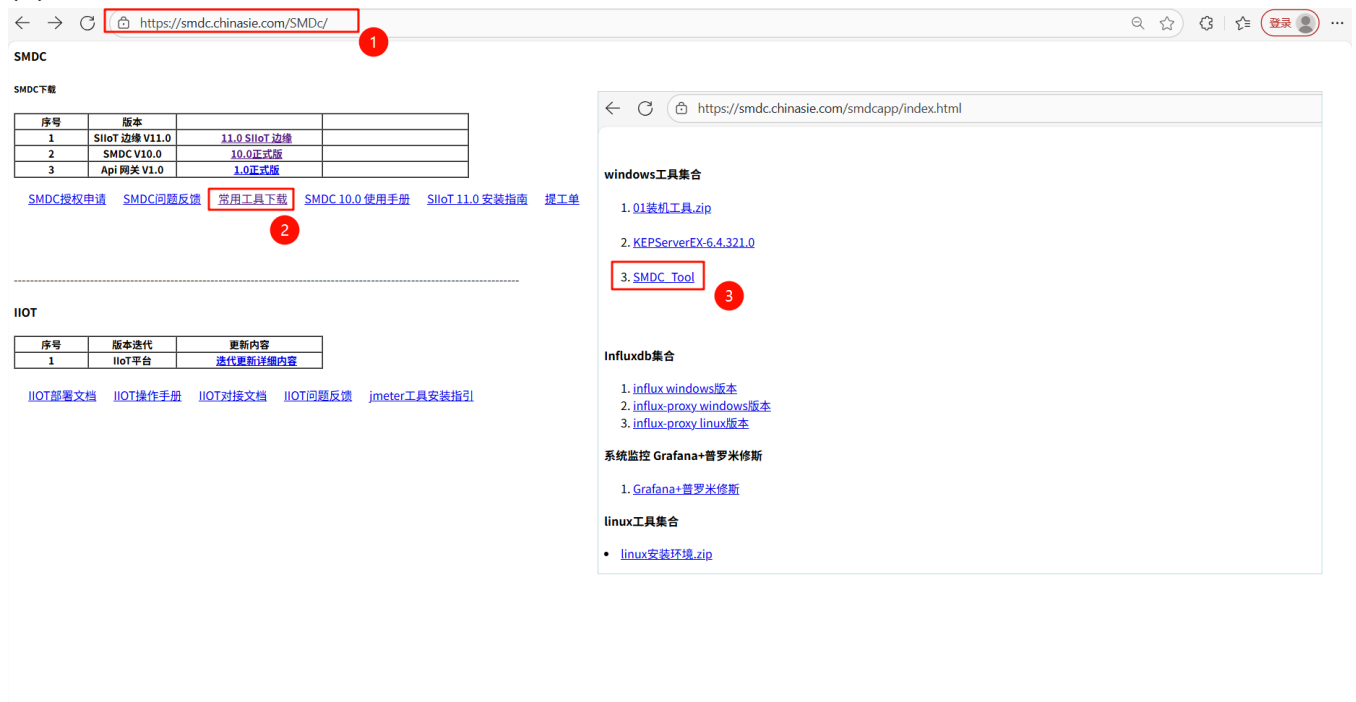 https://smdc.chinasie.com/SMDc/
登录
1
SMDC
SMDC下载
序号 版本
1 SIIoT 边缘 V11.0 11.0 SIIoT 边缘
2 SMDC V10.0 10.0正式版
3 Api 网关 V1.0 1.0正式版
SMDC授权申请 SMDC问题反馈 常用工具下载 SMDC 10.0 使用手册 SIIoT 11.0 安装指南 提工单
2
--------------------------------------------------------------------------------------------------------------
IIOT
序号 版本迭代 更新内容
1 IIoT平台 迭代更新详细内容
IIOT部署文档 IIOT操作手册 IIOT对接文档 IIOT问题反馈 jmeter工具安装指引
https://smdc.chinasie.com/smdcapp/index.html
windows工具集合
1. 01装机工具.zip
2. KEPServerEX-6.4.321.0
3. SMDC_Tool
3
Influxdb集合
1. influx windows版本
2. influx-proxy windows版本
3. influx-proxy linux版本
系统监控 Grafana+普罗米修斯
1. Grafana+普罗米修斯
linux工具集合
• linux安装环境.zip